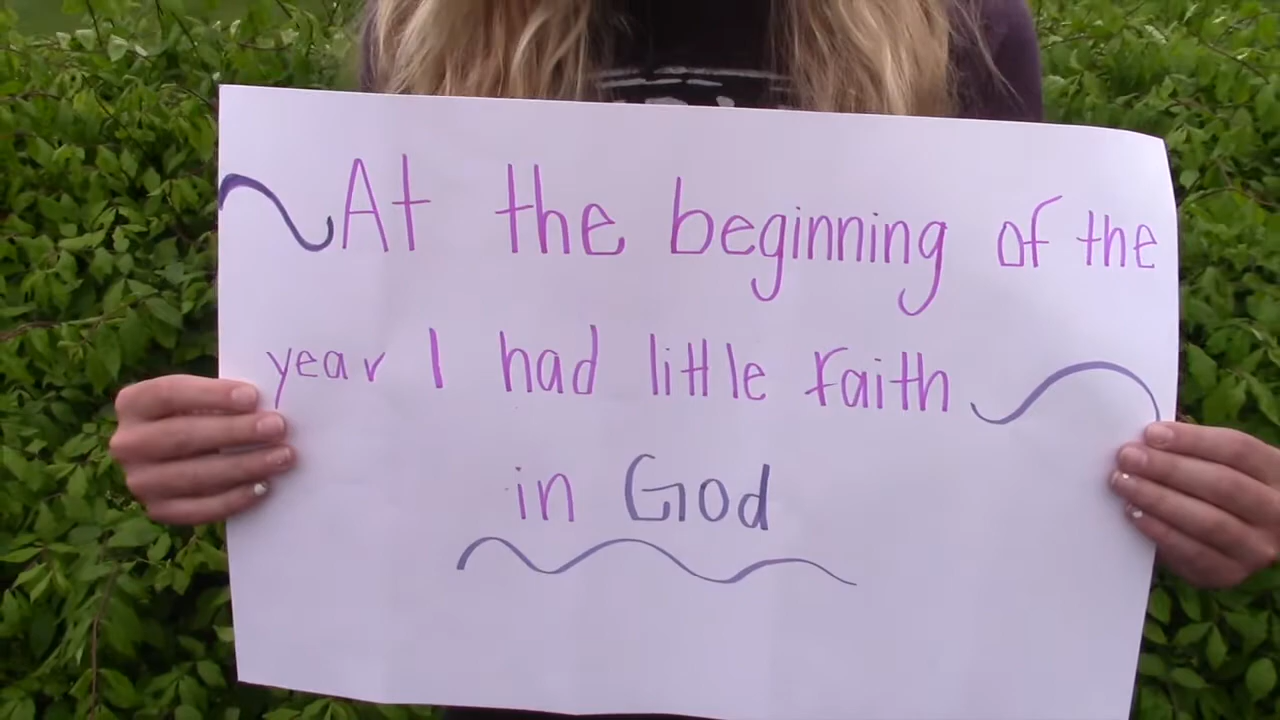 At the beginning of the
year I had little Faith
in God